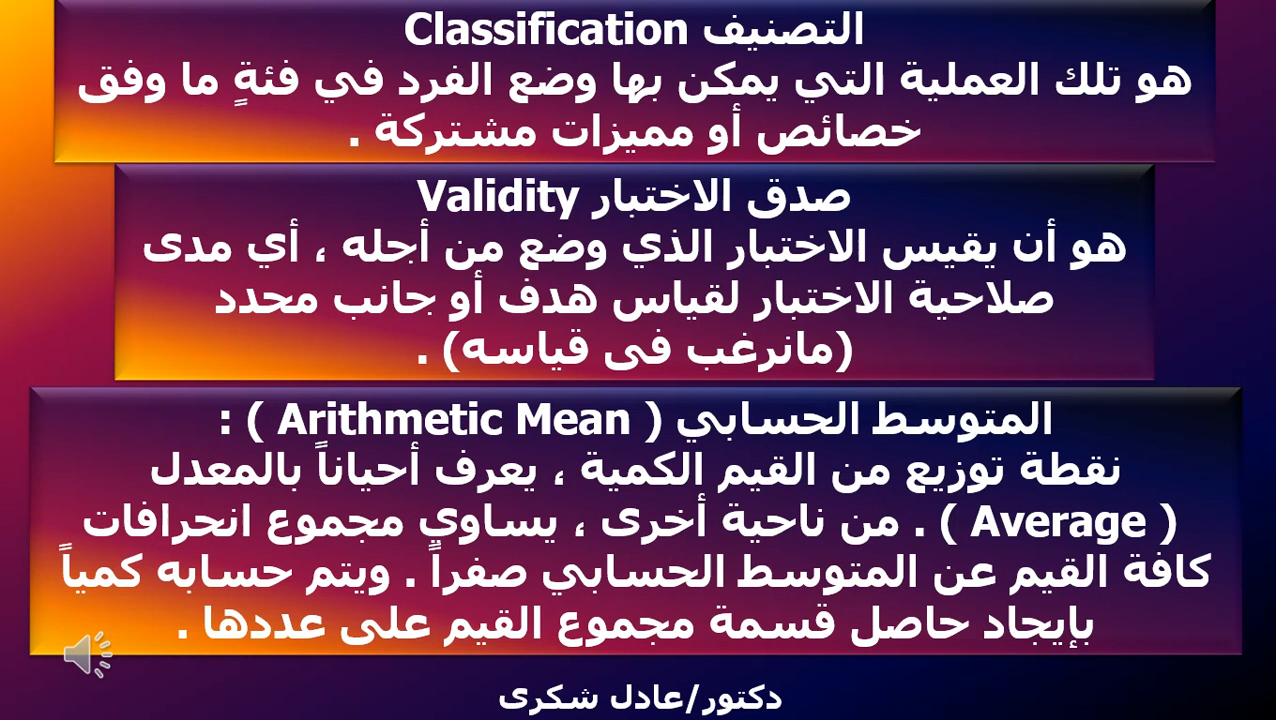 التصنيف Classification
هو تلك العملية التي يمكن بها وضع الفرد في فئةٍ ما وفق
خصائص أو مميزات مشتركة .
صدق الاختبار Validity
هو أن يقيس الاختبار الذي وضع من أجله ، أي مدى
صلاحية الاختبار لقياس هدف أو جانب محدد
(مانرغب فى قياسه) .
المتوسط الحسابي ( Arithmetic Mean ) :
نقطة توزيع من القيم الكمية ، يعرف أحياناً بالمعدل
( Average ) . من ناحية أخرى ، يساوي مجموع انحرافات
كافة القيم عن المتوسط الحسابي صفراً . ويتم حسابه كمياً
بإيجاد حاصل قسمة مجموع القيم على عددها .
دكتور/عادل شكرى